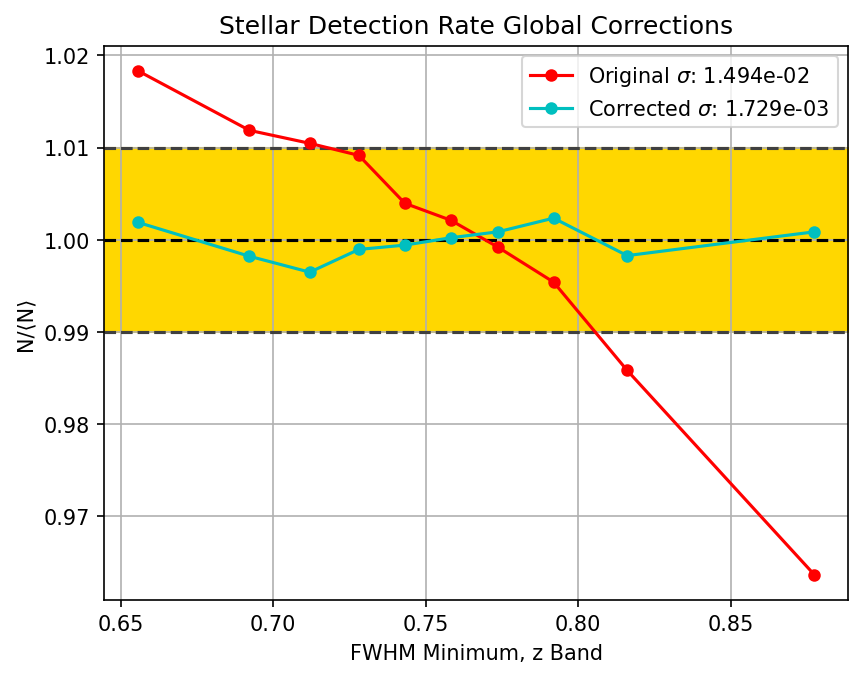 Stellar Detection Rate Global Corrections
Original σ: 1.494e-02
Corrected σ: 1.729e-03
1.02
1.01
1.00
0.99
0.98
0.97
N/⟨N⟩
0.65 0.70 0.75 0.80 0.85
FWHM Minimum, z Band